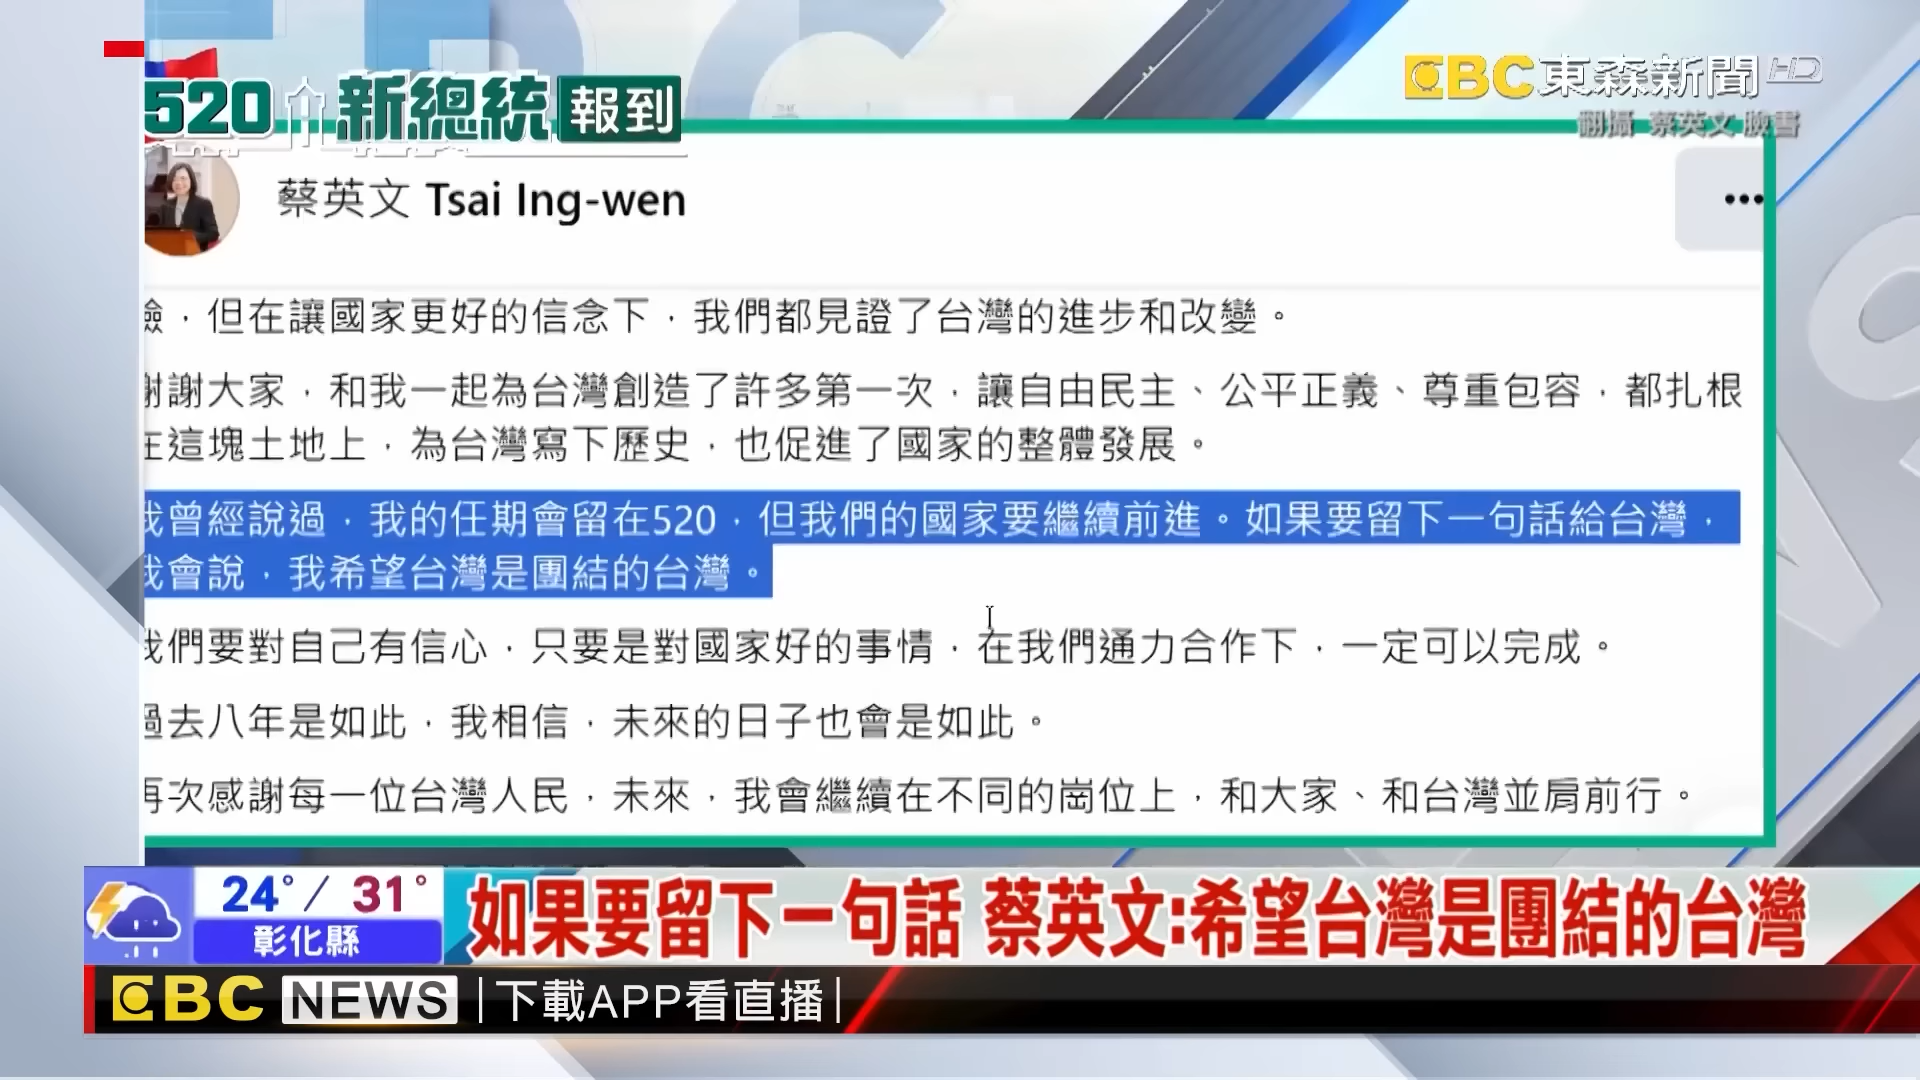 520 新總統 報到
EBC東森新聞 HD
翻攝 蔡英文 臉書
蔡英文 Tsai Ing-wen
險，但在讓國家更好的信念下，我們都見證了台灣的進步和改變。
謝謝大家，和我一起為台灣創造了許多第一次，讓自由民主、公平正義、尊重包容，都扎根
在這塊土地上，為台灣寫下歷史，也促進了國家的整體發展。
我曾經說過，我的任期會留在520，但我們的國家要繼續前進。如果要留下一句話給台灣，
我會說，我希望台灣是團結的台灣。
我們要對自己有信心，只要是對國家好的事情，在我們通力合作下，一定可以完成。
過去八年是如此，我相信，未來的日子也會是如此。
再次感謝每一位台灣人民，未來，我會繼續在不同的崗位上，和大家、和台灣並肩前行。
24°/ 31°
彰化縣
如果要留下一句話 蔡英文:希望台灣是團結的台灣
EBC NEWS |下載APP看直播|